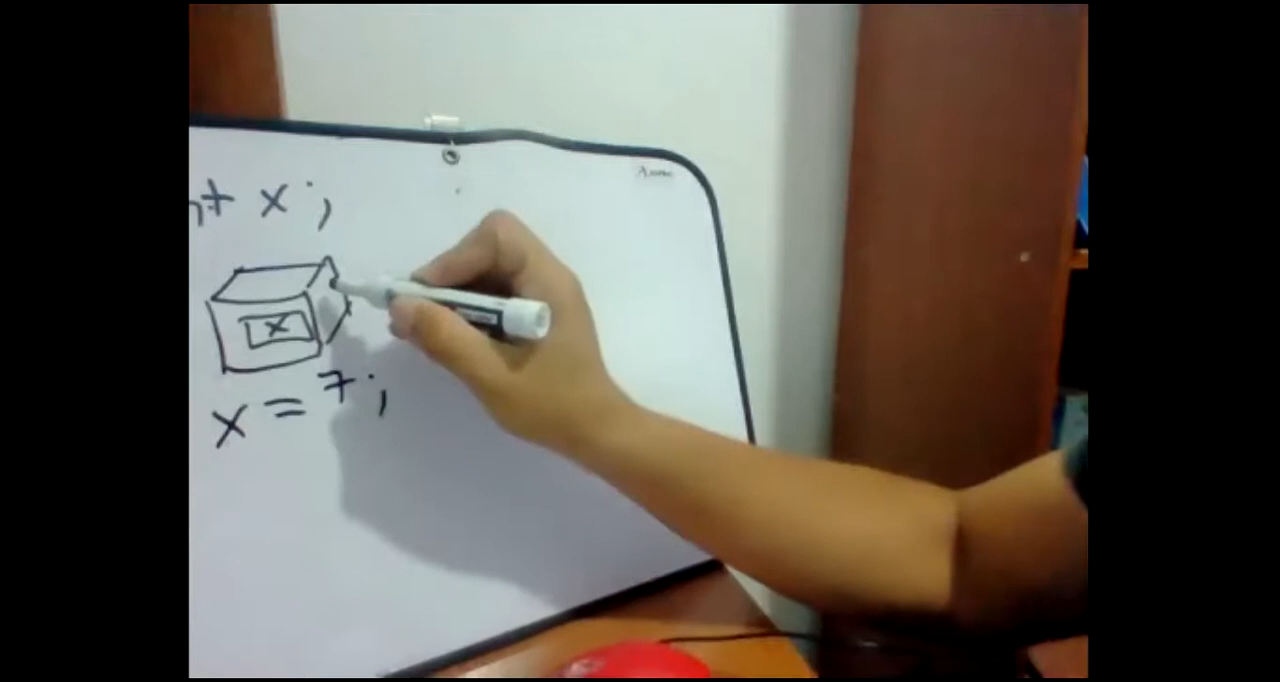 nt x;
x
x = 7;